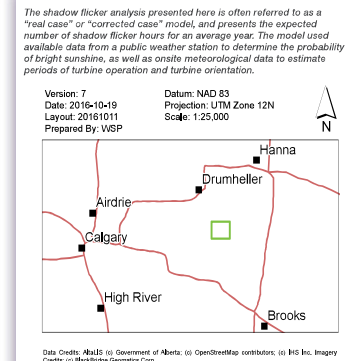 The shadow flicker analysis presented here is often referred to as a
"real case" or "corrected case" model, and presents the expected
number of shadow flicker hours for an average year. The model used
available data from a public weather station to determine the probability
of bright sunshine, as well as onsite meteorological data to estimate
periods of turbine operation and turbine orientation.
Version: 7
Date: 2016-10-19
Layout: 20161011
Prepared By: WSP
Datum: NAD 83
Projection: UTM Zone 12N
Scale: 1:25,000
N
Hanna
Drumheller
Airdrie
Calgary
High River
Brooks
Data Credits: AltaLIS (c) Government of Alberta; (c) OpenStreetMap contributors; (c) IHS Inc. Imagery
Credits: (c) BlackBridge Geomatics Corp.